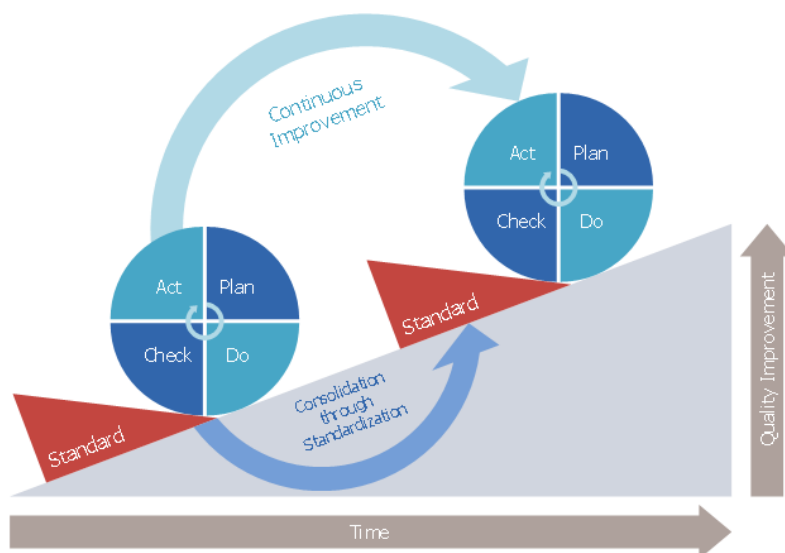 Continuous
Improvement
Act
Plan
Check
Do
Act
Plan
Check
Do
Standard
Standard
Consolidation
through
Standardization
Quality Improvement
Time